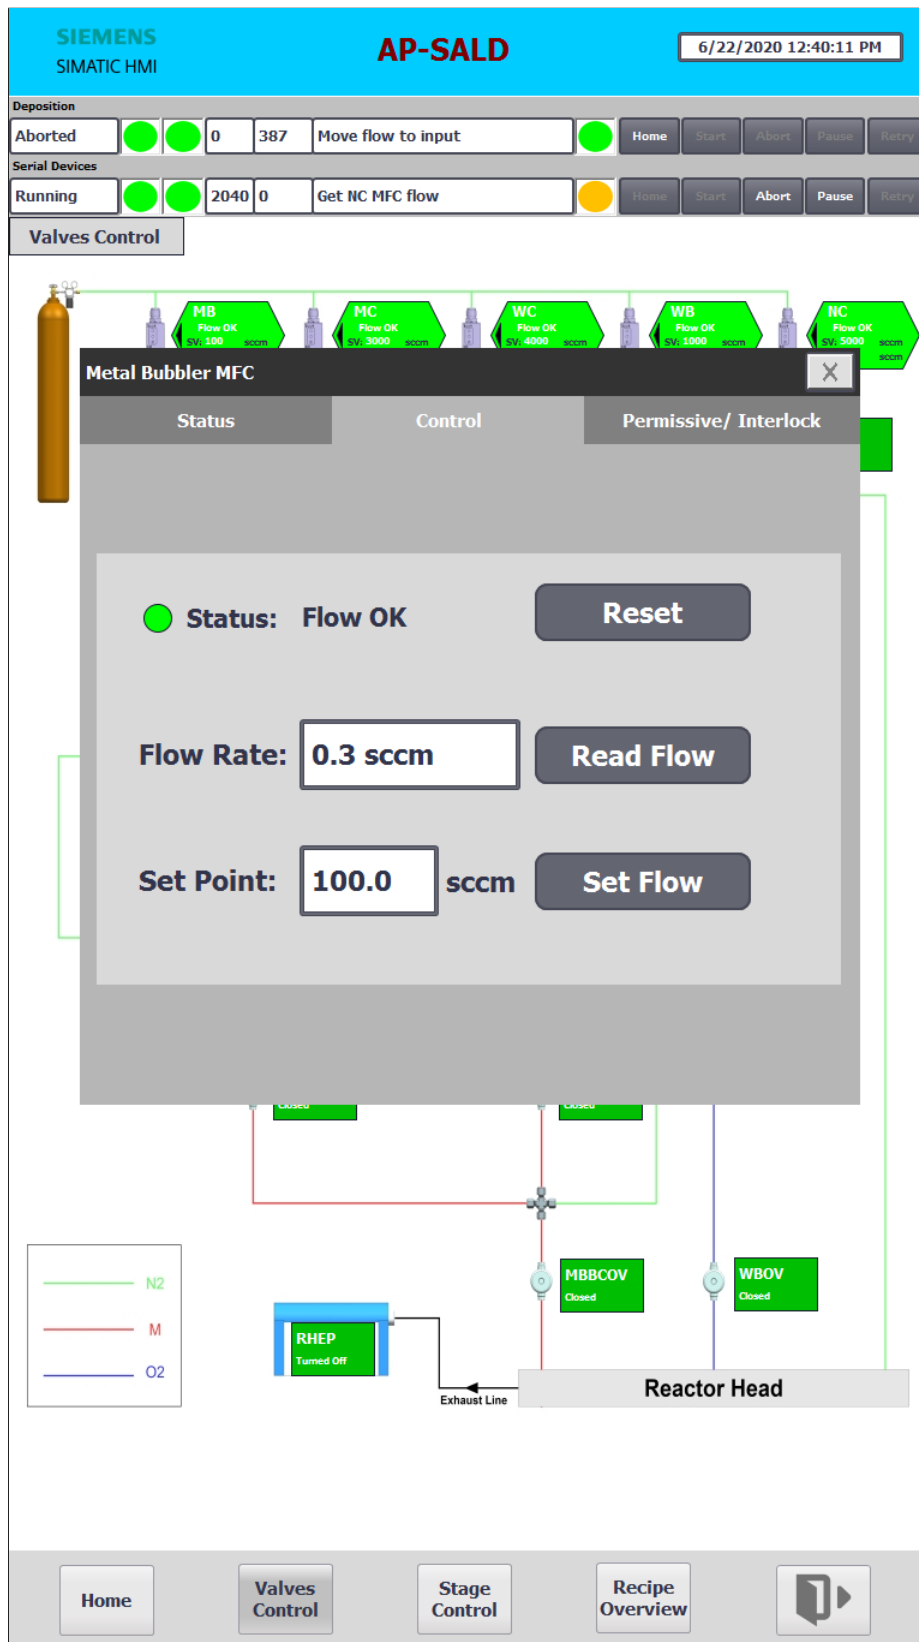 SIEMENS
SIMATIC HMI
AP-SALD
6/22/2020 12:40:11 PM
Deposition
Aborted 0 387 Move flow to input Home Start Abort Pause Retry
Serial Devices
Running 2040 0 Get NC MFC flow Home Start Abort Pause Retry
Valves Control
MB
Flow OK
SV: 100 sccm
MC
Flow OK
SV: 3000 sccm
WC
Flow OK
SV: 4000 sccm
WB
Flow OK
SV: 1000 sccm
NC
Flow OK
SV: 5000 sccm
sccm
Metal Bubbler MFC X
Status Control Permissive/ Interlock
Status: Flow OK Reset
Flow Rate: 0.3 sccm Read Flow
Set Point: 100.0 sccm Set Flow
Closed
Closed
MBBCOV
Closed
WBOV
Closed
N2
M
O2
RHEP
Turned Off
Exhaust Line
Reactor Head
Home
Valves
Control
Stage
Control
Recipe
Overview